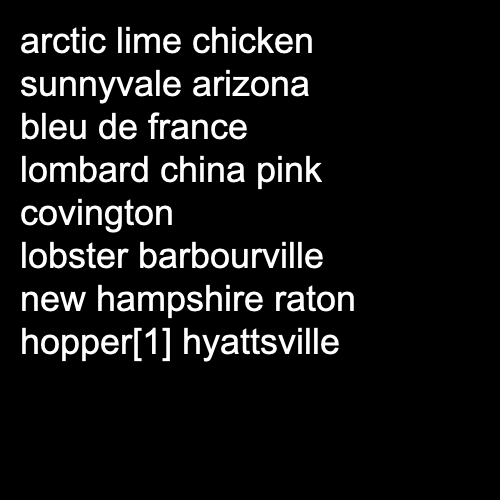 arctic lime chicken
sunnyvale arizona
bleu de france
lombard china pink
covington
lobster barbourville
new hampshire raton
hopper[1] hyattsville